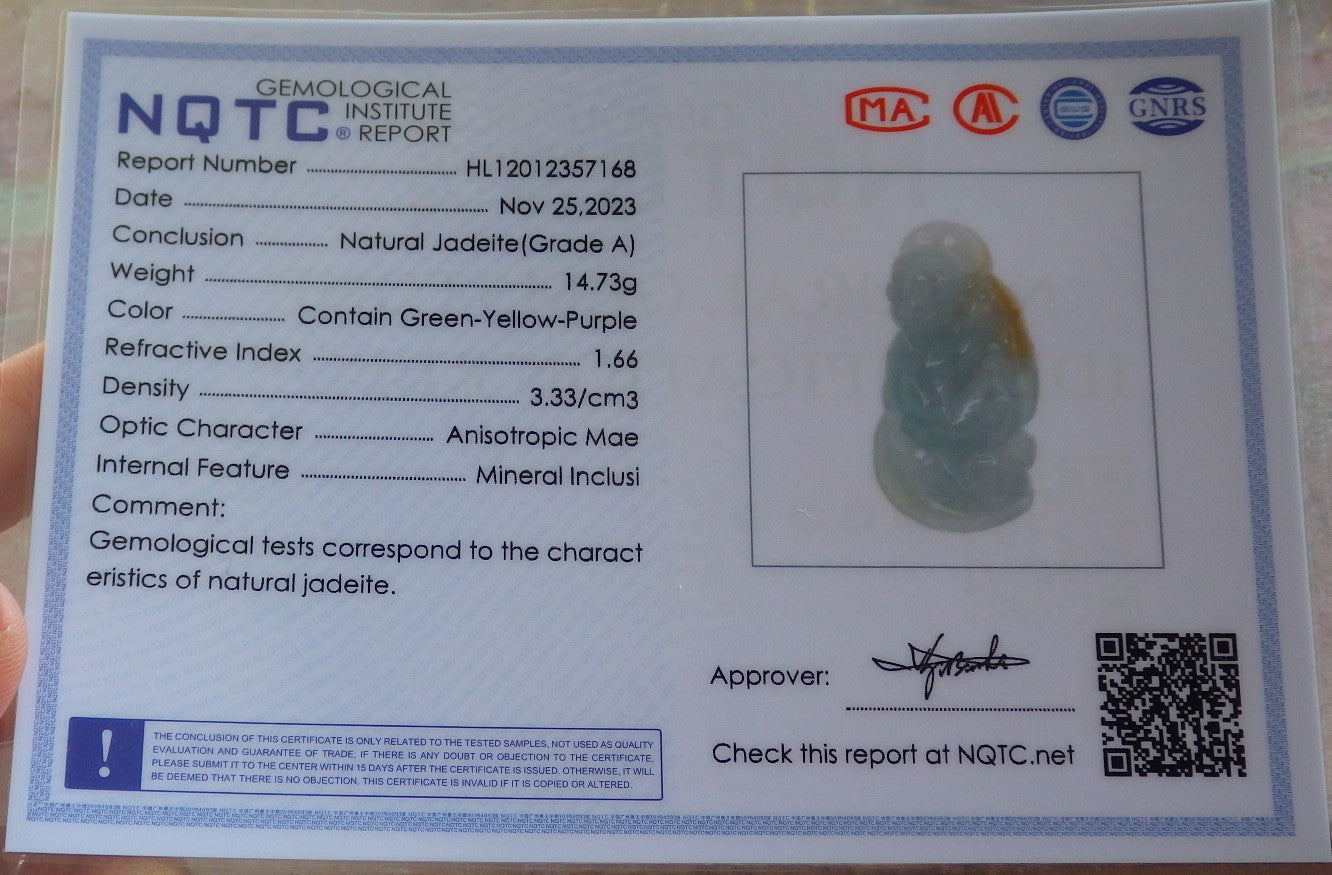 NQTC® GEMOLOGICAL INSTITUTE REPORT
Report Number HL12012357168
Date Nov 25,2023
Conclusion Natural Jadeite(Grade A)
Weight 14.73g
Color Contain Green-Yellow-Purple
Refractive Index 1.66
Density 3.33/cm3
Optic Character Anisotropic Mae
Internal Feature Mineral Inclusi
Comment:
Gemological tests correspond to the charact
eristics of natural jadeite.
! THE CONCLUSION OF THIS CERTIFICATE IS ONLY RELATED TO THE TESTED SAMPLES, NOT USED AS QUALITY
EVALUATION AND GUARANTEE OF TRADE; IF THERE IS ANY DOUBT OR OBJECTION TO THE CERTIFICATE,
PLEASE SUBMIT IT TO THE CENTER WITHIN 15 DAYS AFTER THE CERTIFICATE IS ISSUED. OTHERWISE, IT WILL
BE DEEMED THAT THERE IS NO OBJECTION. THIS CERTIFICATE IS INVALID IF IT IS COPIED OR ALTERED.
MA
GNRS
Approver:
Check this report at NQTC.net